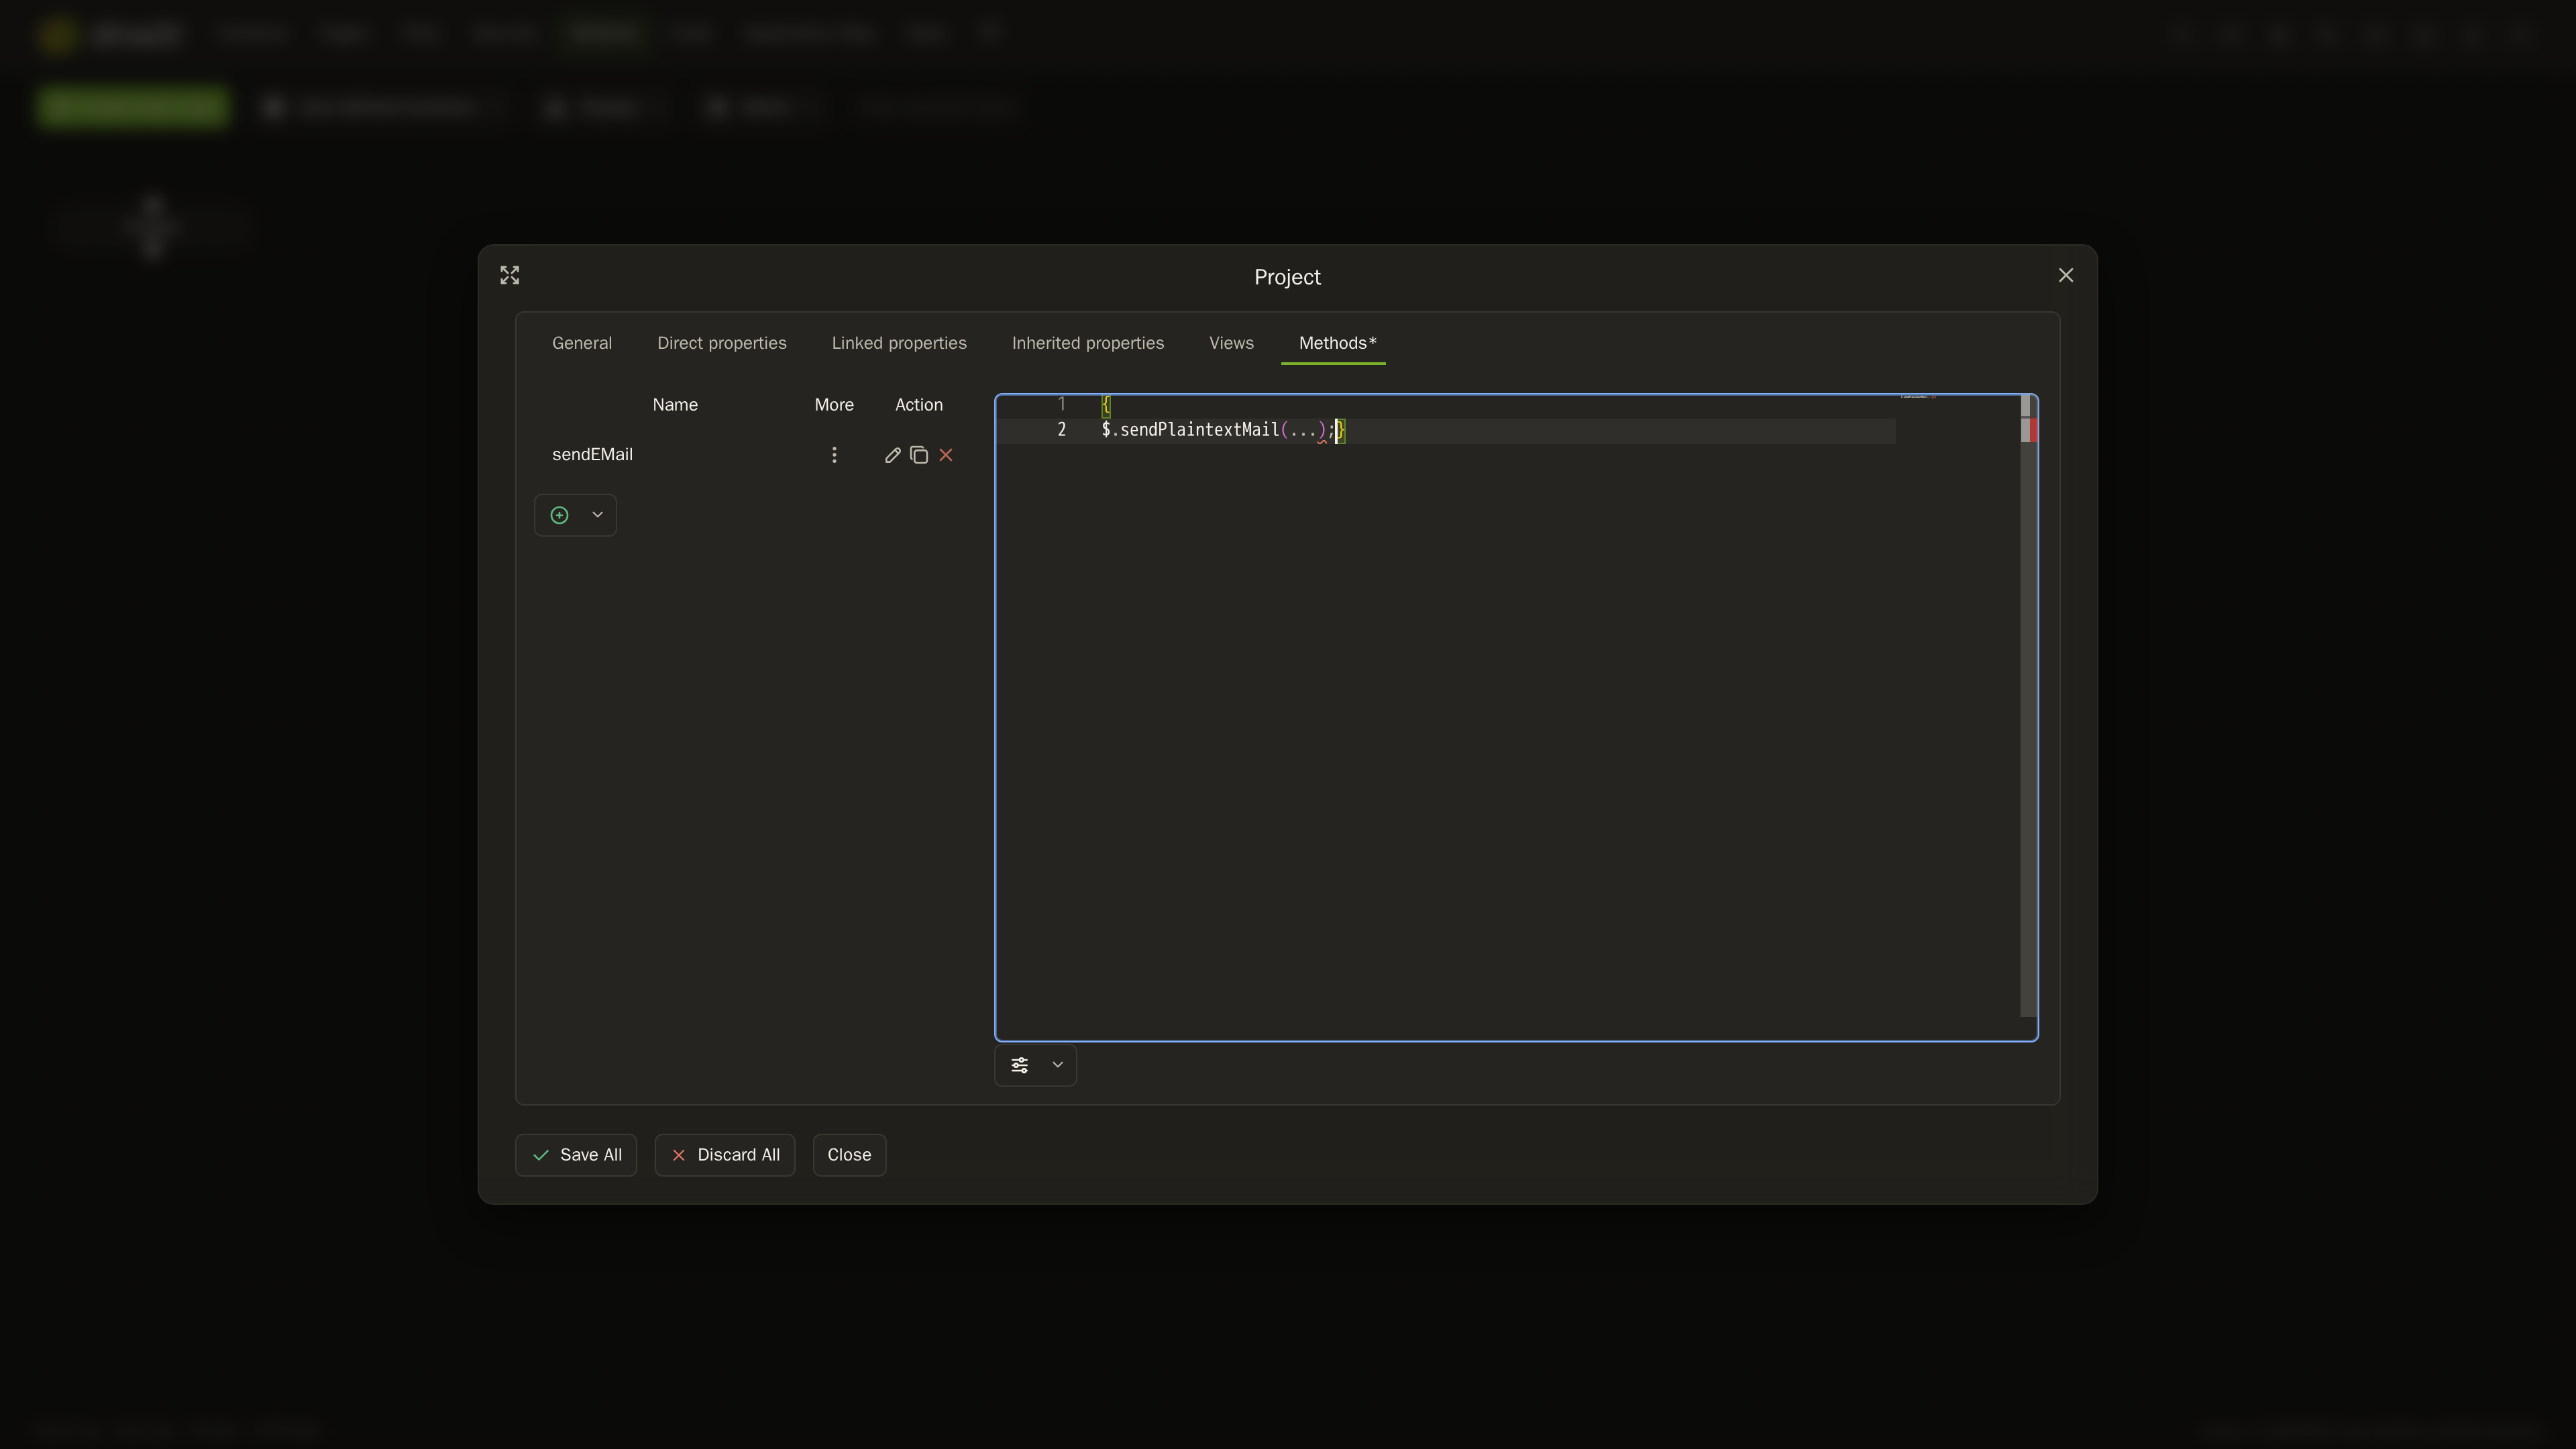 Project
General Direct properties Linked properties Inherited properties Views Methods*
Name More Action
sendEMail
1 {
2 $.sendPlaintextMail(...);}
Save All Discard All Close